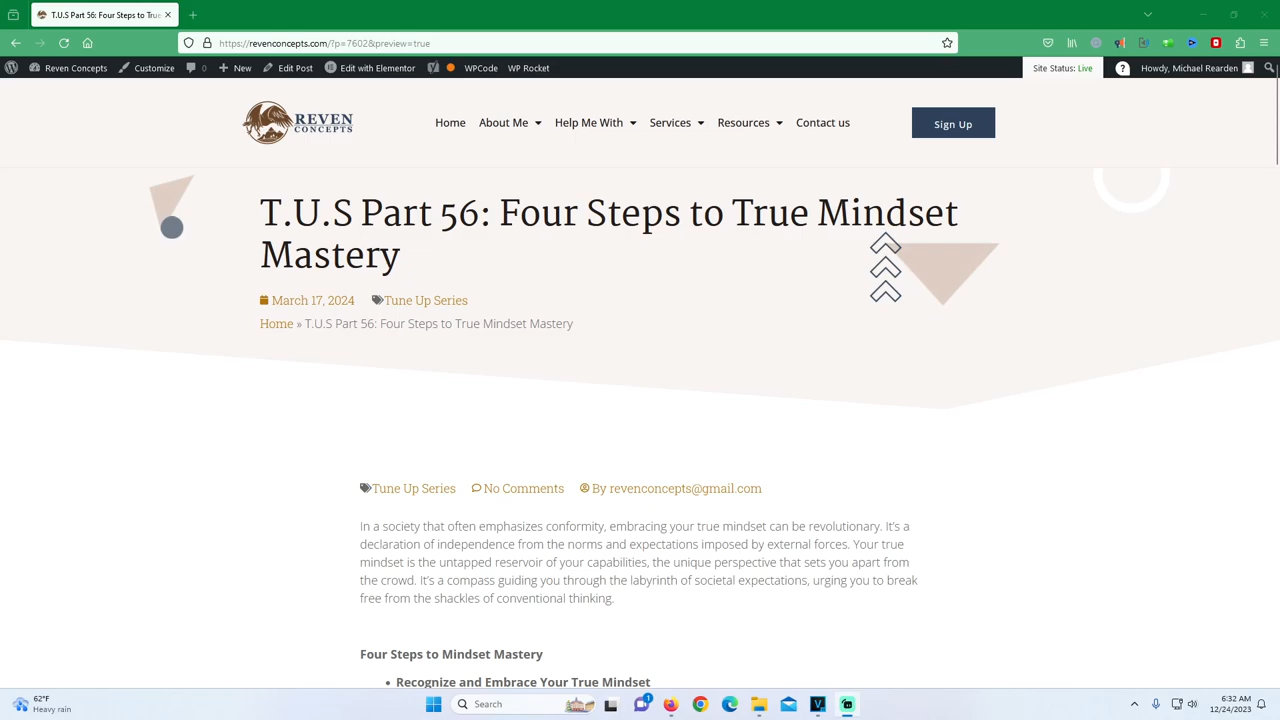 T.U.S Part 56: Four Steps to True
https://revenconcepts.com/?p=7602&preview=true
Reven Concepts Customize 0 New Edit Post Edit with Elementor WPCode WP Rocket Site Status: Live Howdy, Michael Rearden
REVEN
CONCEPTS
Home About Me Help Me With Services Resources Contact us Sign Up
T.U.S Part 56: Four Steps to True Mindset
Mastery
March 17, 2024 Tune Up Series
Home » T.U.S Part 56: Four Steps to True Mindset Mastery
Tune Up Series No Comments By revenconcepts@gmail.com
In a society that often emphasizes conformity, embracing your true mindset can be revolutionary. It's a
declaration of independence from the norms and expectations imposed by external forces. Your true
mindset is the untapped reservoir of your capabilities, the unique perspective that sets you apart from
the crowd. It's a compass guiding you through the labyrinth of societal expectations, urging you to break
free from the shackles of conventional thinking.
Four Steps to Mindset Mastery
• Recognize and Embrace Your True Mindset
62°F
Heavy rain
Search
1
6:32 AM
12/24/2023